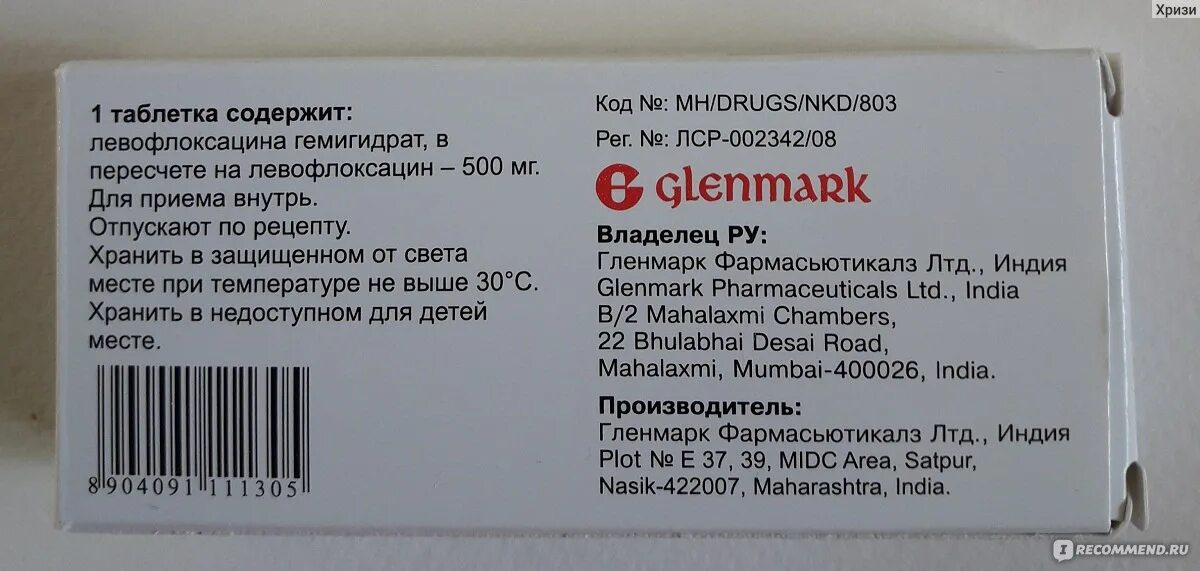 Хризи
1 таблетка содержит:
левофлоксацина гемигидрат, в
пересчете на левофлоксацин – 500 мг.
Для приема внутрь.
Отпускают по рецепту.
Хранить в защищенном от света
месте при температуре не выше 30°С.
Хранить в недоступном для детей
месте.
8 904091 111305
Код №: MH/DRUGS/NKD/803
Рег. №: ЛСР-002342/08
G glenmark
Владелец РУ:
Гленмарк Фармасьютикалз Лтд., Индия
Glenmark Pharmaceuticals Ltd., India
B/2 Mahalaxmi Chambers,
22 Bhulabhai Desai Road,
Mahalaxmi, Mumbai-400026, India.
Производитель:
Гленмарк Фармасьютикалз Лтд., Индия
Plot № E 37, 39, MIDC Area, Satpur,
Nasik-422007, Maharashtra, India.
IRECOMMEND.RU